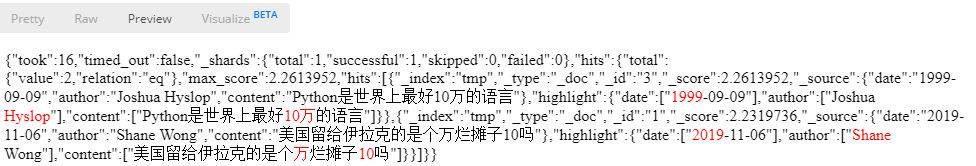 Pretty Raw Preview Visualize BETA
{"took":16,"timed_out":false,"_shards":{"total":1,"successful":1,"skipped":0,"failed":0},"hits":{"total":
{"value":2,"relation":"eq"},"max_score":2.2613952,"hits":[{"_index":"tmp","_type":"_doc","_id":"3","_score":2.2613952,"_source":{"date":"1999-
09-09","author":"Joshua Hyslop","content":"Python是世界上最好10万的语言"},"highlight":{"date":["1999-09-09"],"author":["Joshua
Hyslop"],"content":["Python是世界上最好10万的语言"]}},{"_index":"tmp","_type":"_doc","_id":"1","_score":2.2319736,"_source":{"date":"2019-
11-06","author":"Shane Wong","content":"美国留给伊拉克的是个万烂摊子10吗"},"highlight":{"date":["2019-11-06"],"author":["Shane
Wong"],"content":["美国留给伊拉克的是个万烂摊子10吗"]}}]}}